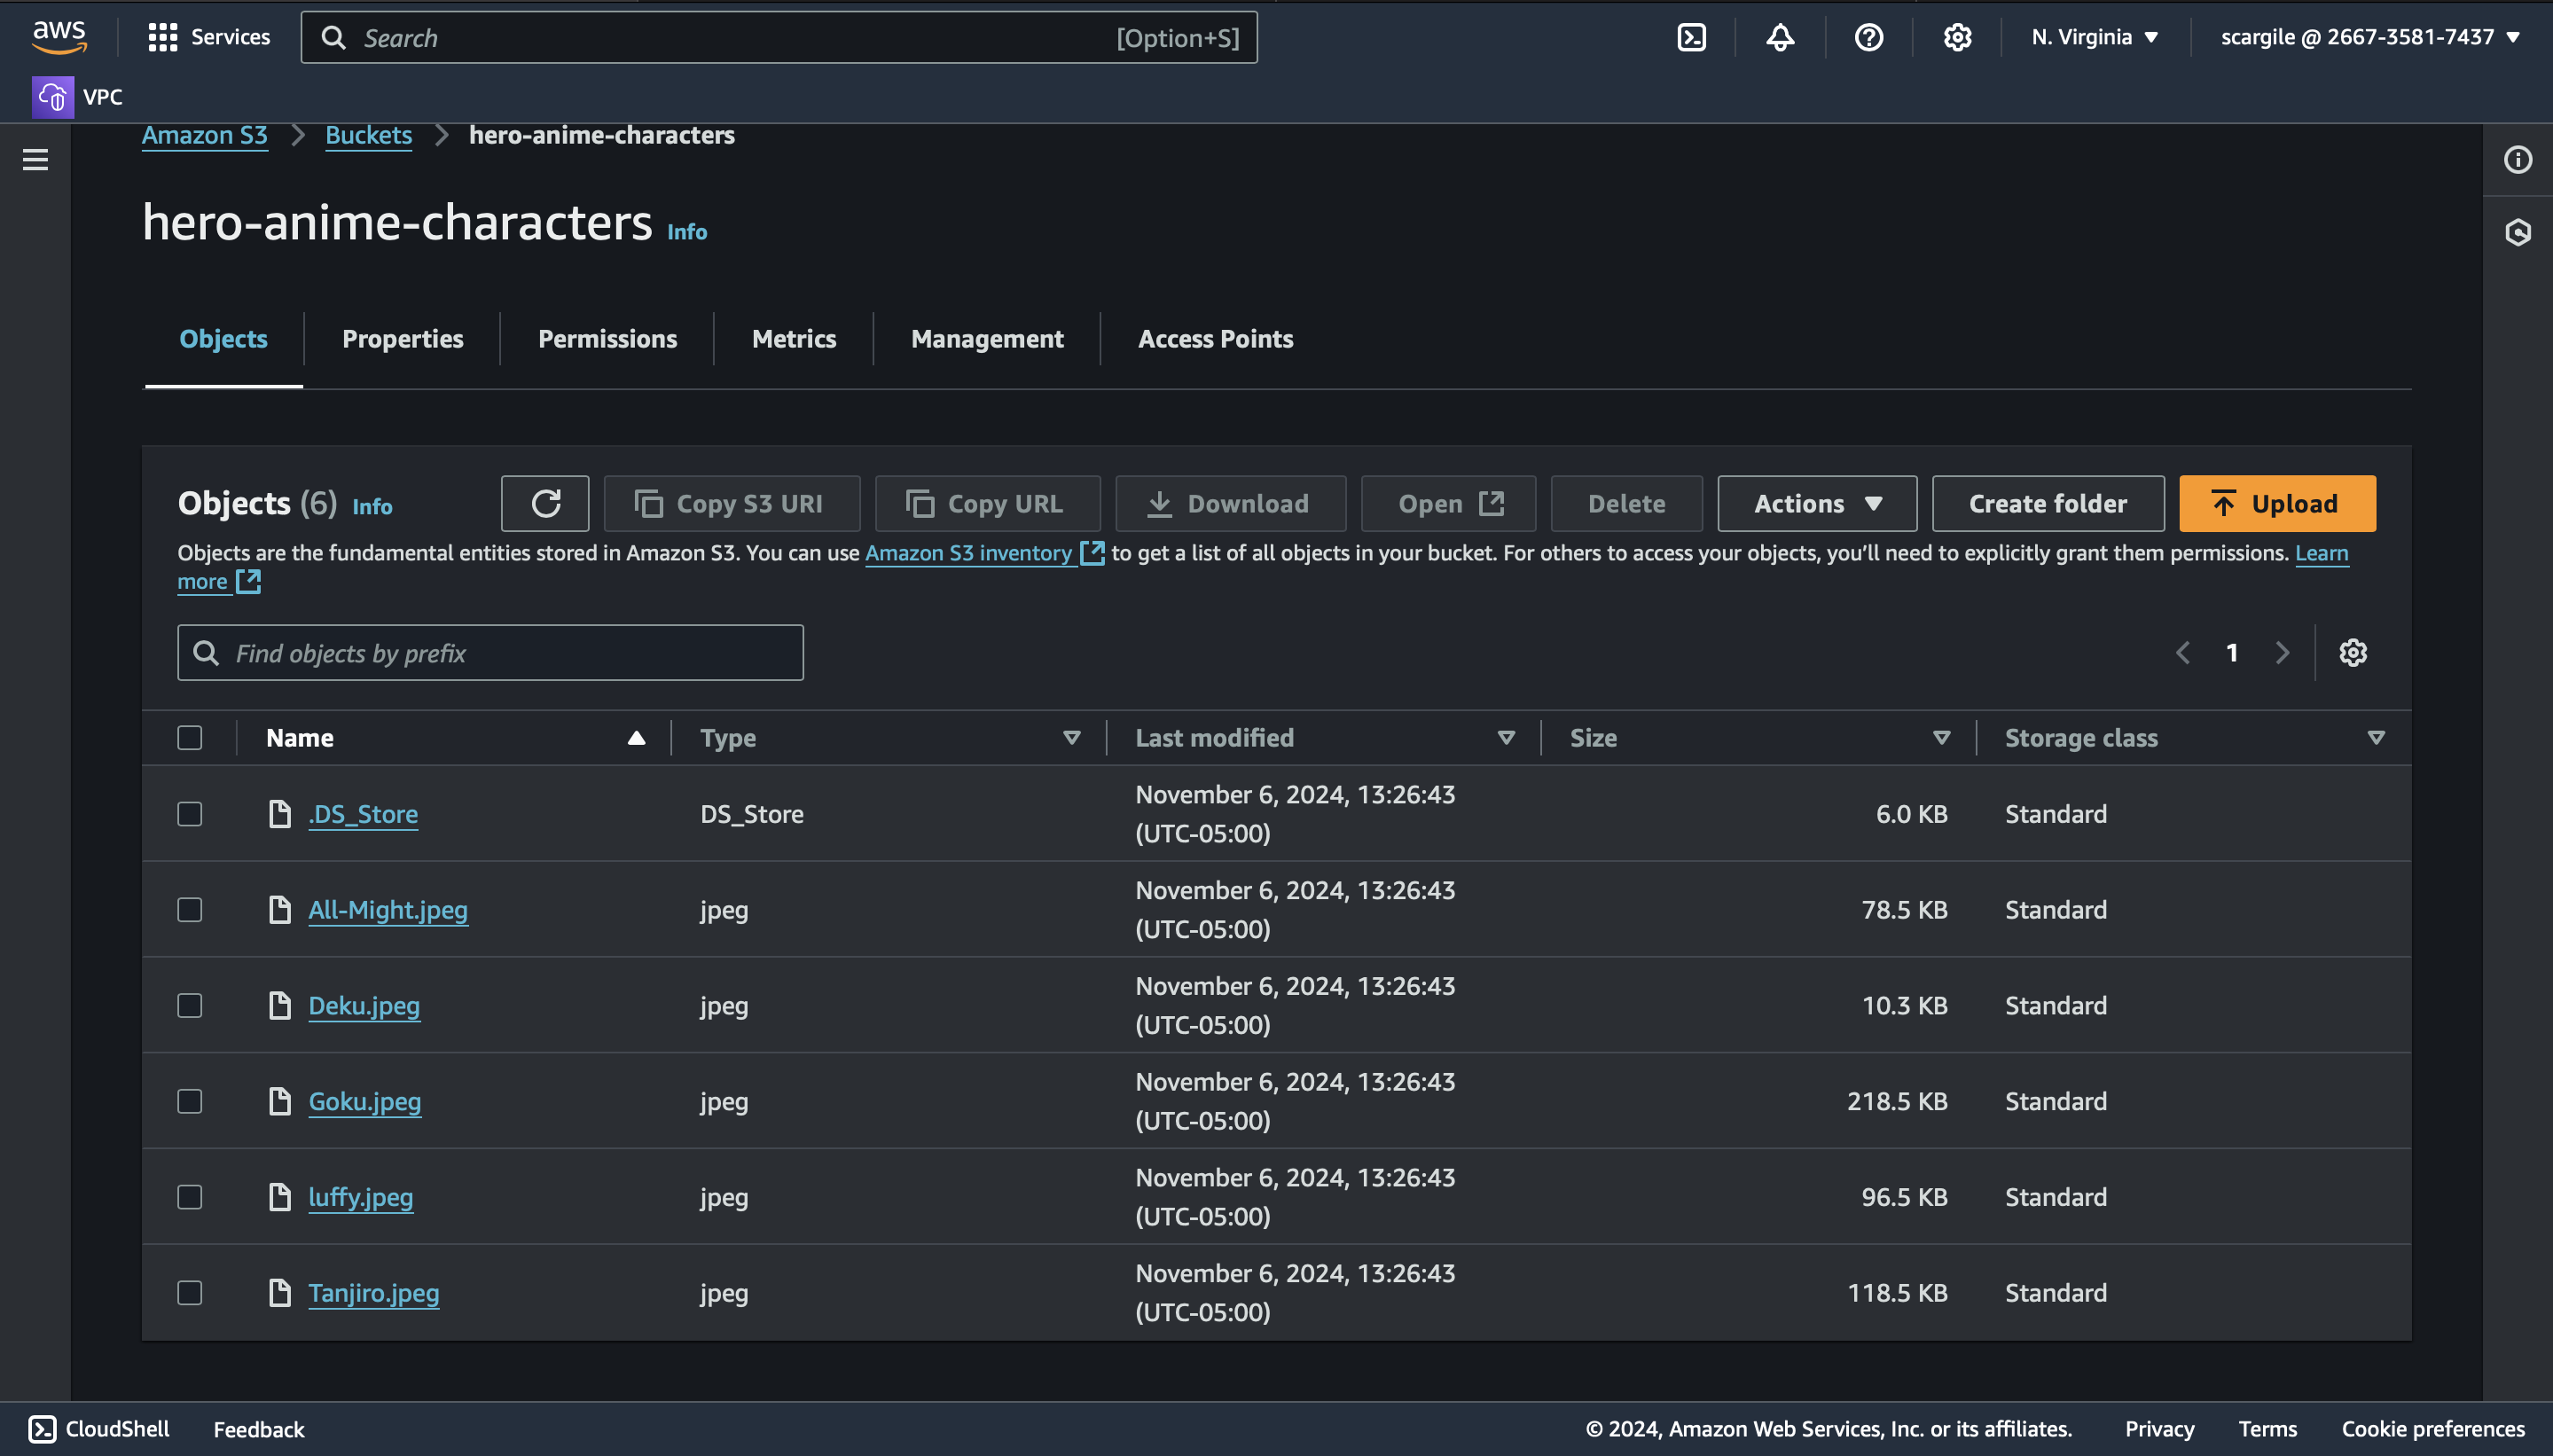 aws Services Search [Option+S] N. Virginia scargile @ 2667-3581-7437
VPC
Amazon S3 Buckets hero-anime-characters
hero-anime-characters Info
Objects Properties Permissions Metrics Management Access Points
Objects (6) Info Copy S3 URI Copy URL Download Open Delete Actions Create folder Upload
Objects are the fundamental entities stored in Amazon S3. You can use Amazon S3 inventory to get a list of all objects in your bucket. For others to access your objects, you’ll need to explicitly grant them permissions. Learn
more
Find objects by prefix 1
Name Type Last modified Size Storage class
.DS_Store DS_Store November 6, 2024, 13:26:43 6.0 KB Standard
(UTC-05:00)
All-Might.jpeg jpeg November 6, 2024, 13:26:43 78.5 KB Standard
(UTC-05:00)
Deku.jpeg jpeg November 6, 2024, 13:26:43 10.3 KB Standard
(UTC-05:00)
Goku.jpeg jpeg November 6, 2024, 13:26:43 218.5 KB Standard
(UTC-05:00)
luffy.jpeg jpeg November 6, 2024, 13:26:43 96.5 KB Standard
(UTC-05:00)
Tanjiro.jpeg jpeg November 6, 2024, 13:26:43 118.5 KB Standard
(UTC-05:00)
CloudShell Feedback © 2024, Amazon Web Services, Inc. or its affiliates. Privacy Terms Cookie preferences